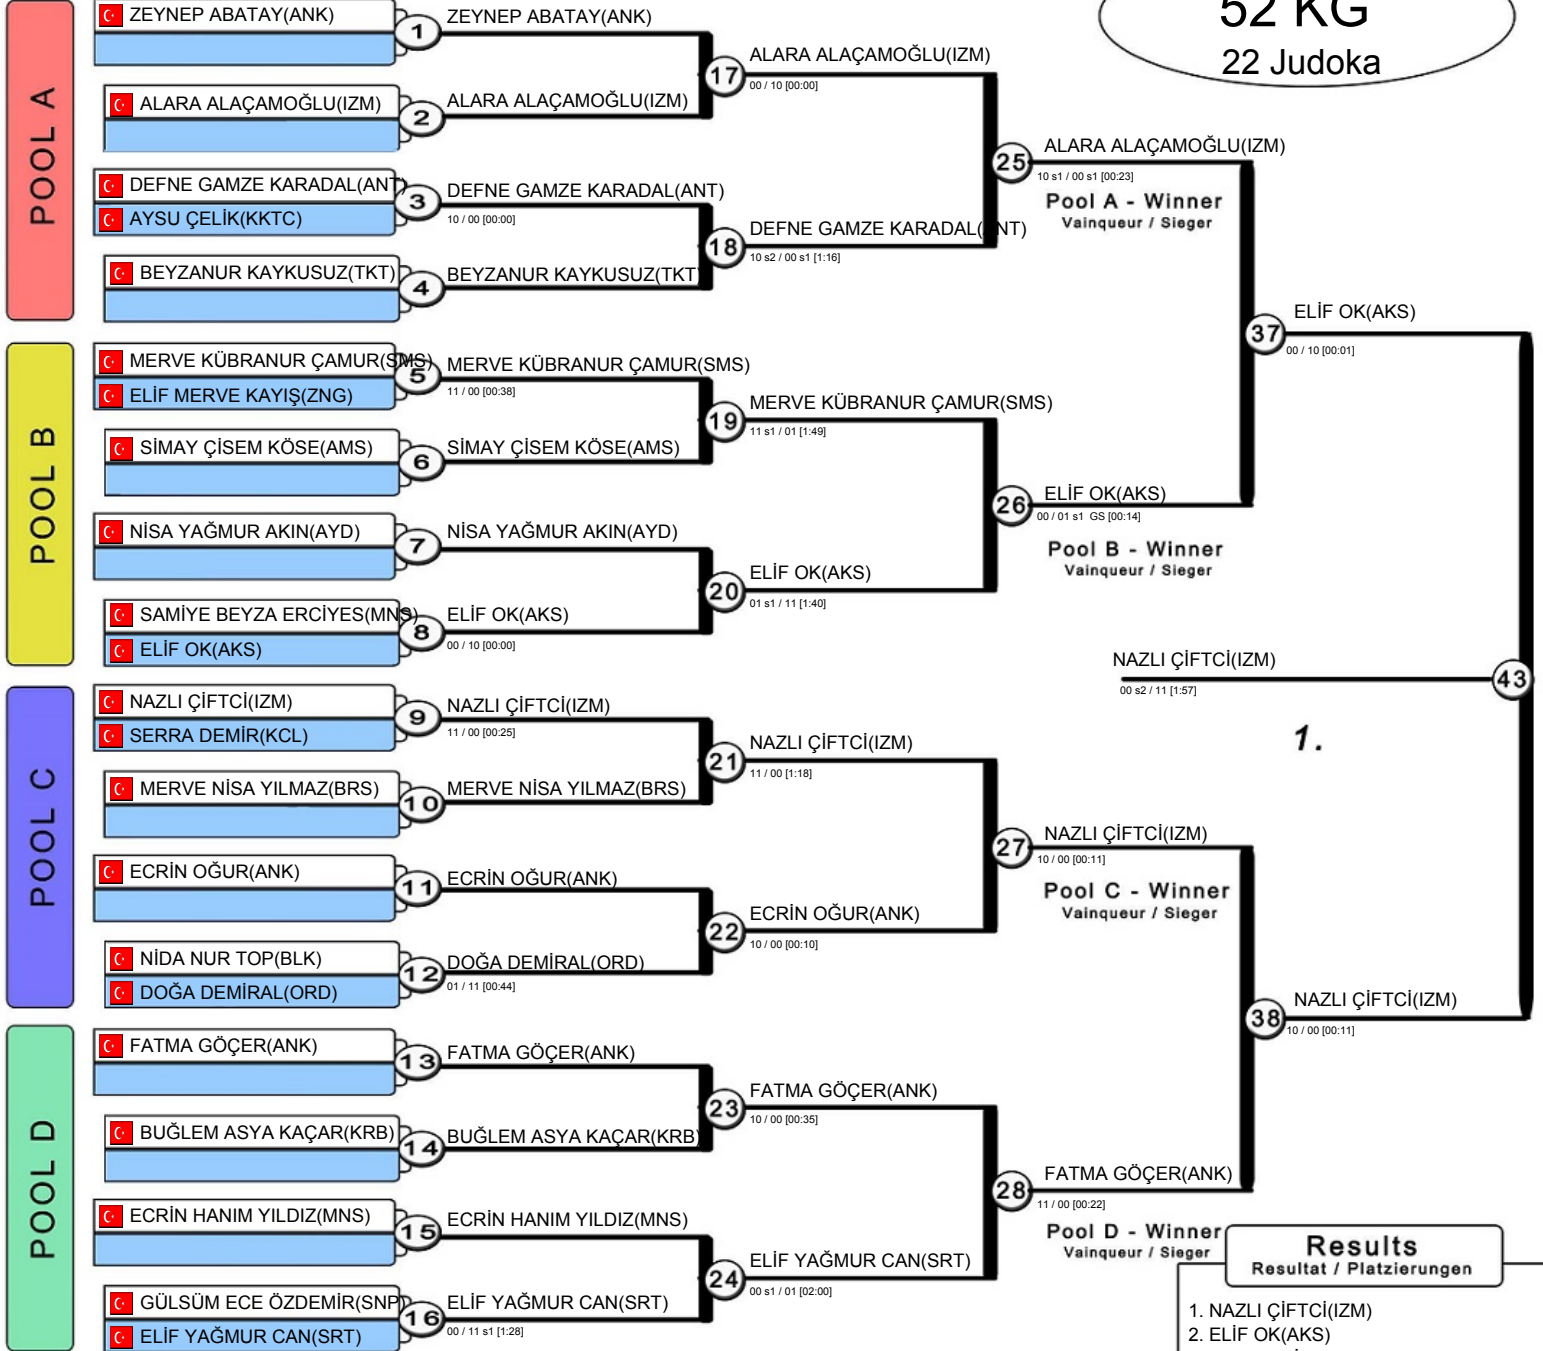 52 KG
22 Judoka
POOL A
ZEYNEP ABATAY(ANK)
1
ZEYNEP ABATAY(ANK)
ALARA ALAÇAMOĞLU(IZM)
2
ALARA ALAÇAMOĞLU(IZM)
DEFNE GAMZE KARADAL(ANT)
AYSU ÇELİK(KKTC)
3
DEFNE GAMZE KARADAL(ANT)
10 / 00 [00:00]
BEYZANUR KAYKUSUZ(TKT)
4
BEYZANUR KAYKUSUZ(TKT)
17
ALARA ALAÇAMOĞLU(IZM)
00 / 10 [00:00]
18
DEFNE GAMZE KARADAL(ANT)
10 s2 / 00 s1 [1:16]
25
ALARA ALAÇAMOĞLU(IZM)
10 s1 / 00 s1 [00:23]
Pool A - Winner
Vainqueur / Sieger
POOL B
MERVE KÜBRANUR ÇAMUR(SMS)
ELİF MERVE KAYIŞ(ZNG)
5
MERVE KÜBRANUR ÇAMUR(SMS)
11 / 00 [00:38]
SİMAY ÇİSEM KÖSE(AMS)
6
SİMAY ÇİSEM KÖSE(AMS)
NİSA YAĞMUR AKIN(AYD)
7
NİSA YAĞMUR AKIN(AYD)
SAMİYE BEYZA ERCİYES(MNS)
ELİF OK(AKS)
8
ELİF OK(AKS)
00 / 10 [00:00]
19
MERVE KÜBRANUR ÇAMUR(SMS)
11 s1 / 01 [1:49]
20
ELİF OK(AKS)
01 s1 / 11 [1:40]
26
ELİF OK(AKS)
00 / 01 s1 GS [00:14]
Pool B - Winner
Vainqueur / Sieger
37
ELİF OK(AKS)
00 / 10 [00:01]
POOL C
NAZLI ÇİFTCİ(IZM)
SERRA DEMİR(KCL)
9
NAZLI ÇİFTCİ(IZM)
11 / 00 [00:25]
MERVE NİSA YILMAZ(BRS)
10
MERVE NİSA YILMAZ(BRS)
ECRİN OĞUR(ANK)
11
ECRİN OĞUR(ANK)
NİDA NUR TOP(BLK)
DOĞA DEMİRAL(ORD)
12
DOĞA DEMİRAL(ORD)
01 / 11 [00:44]
21
NAZLI ÇİFTCİ(IZM)
11 / 00 [1:18]
22
ECRİN OĞUR(ANK)
10 / 00 [00:10]
27
NAZLI ÇİFTCİ(IZM)
10 / 00 [00:11]
Pool C - Winner
Vainqueur / Sieger
POOL D
FATMA GÖÇER(ANK)
13
FATMA GÖÇER(ANK)
BUĞLEM ASYA KAÇAR(KRB)
14
BUĞLEM ASYA KAÇAR(KRB)
ECRİN HANIM YILDIZ(MNS)
15
ECRİN HANIM YILDIZ(MNS)
GÜLSÜM ECE ÖZDEMİR(SNP)
ELİF YAĞMUR CAN(SRT)
16
ELİF YAĞMUR CAN(SRT)
00 / 11 s1 [1:28]
23
FATMA GÖÇER(ANK)
10 / 00 [00:35]
24
ELİF YAĞMUR CAN(SRT)
00 s1 / 01 [02:00]
28
FATMA GÖÇER(ANK)
11 / 00 [00:22]
Pool D - Winner
Vainqueur / Sieger
38
NAZLI ÇİFTCİ(IZM)
10 / 00 [00:11]
NAZLI ÇİFTCİ(IZM)
00 s2 / 11 [1:57]
43
1.
Results
Resultat / Platzierungen
1. NAZLI ÇİFTCİ(IZM)
2. ELİF OK(AKS)